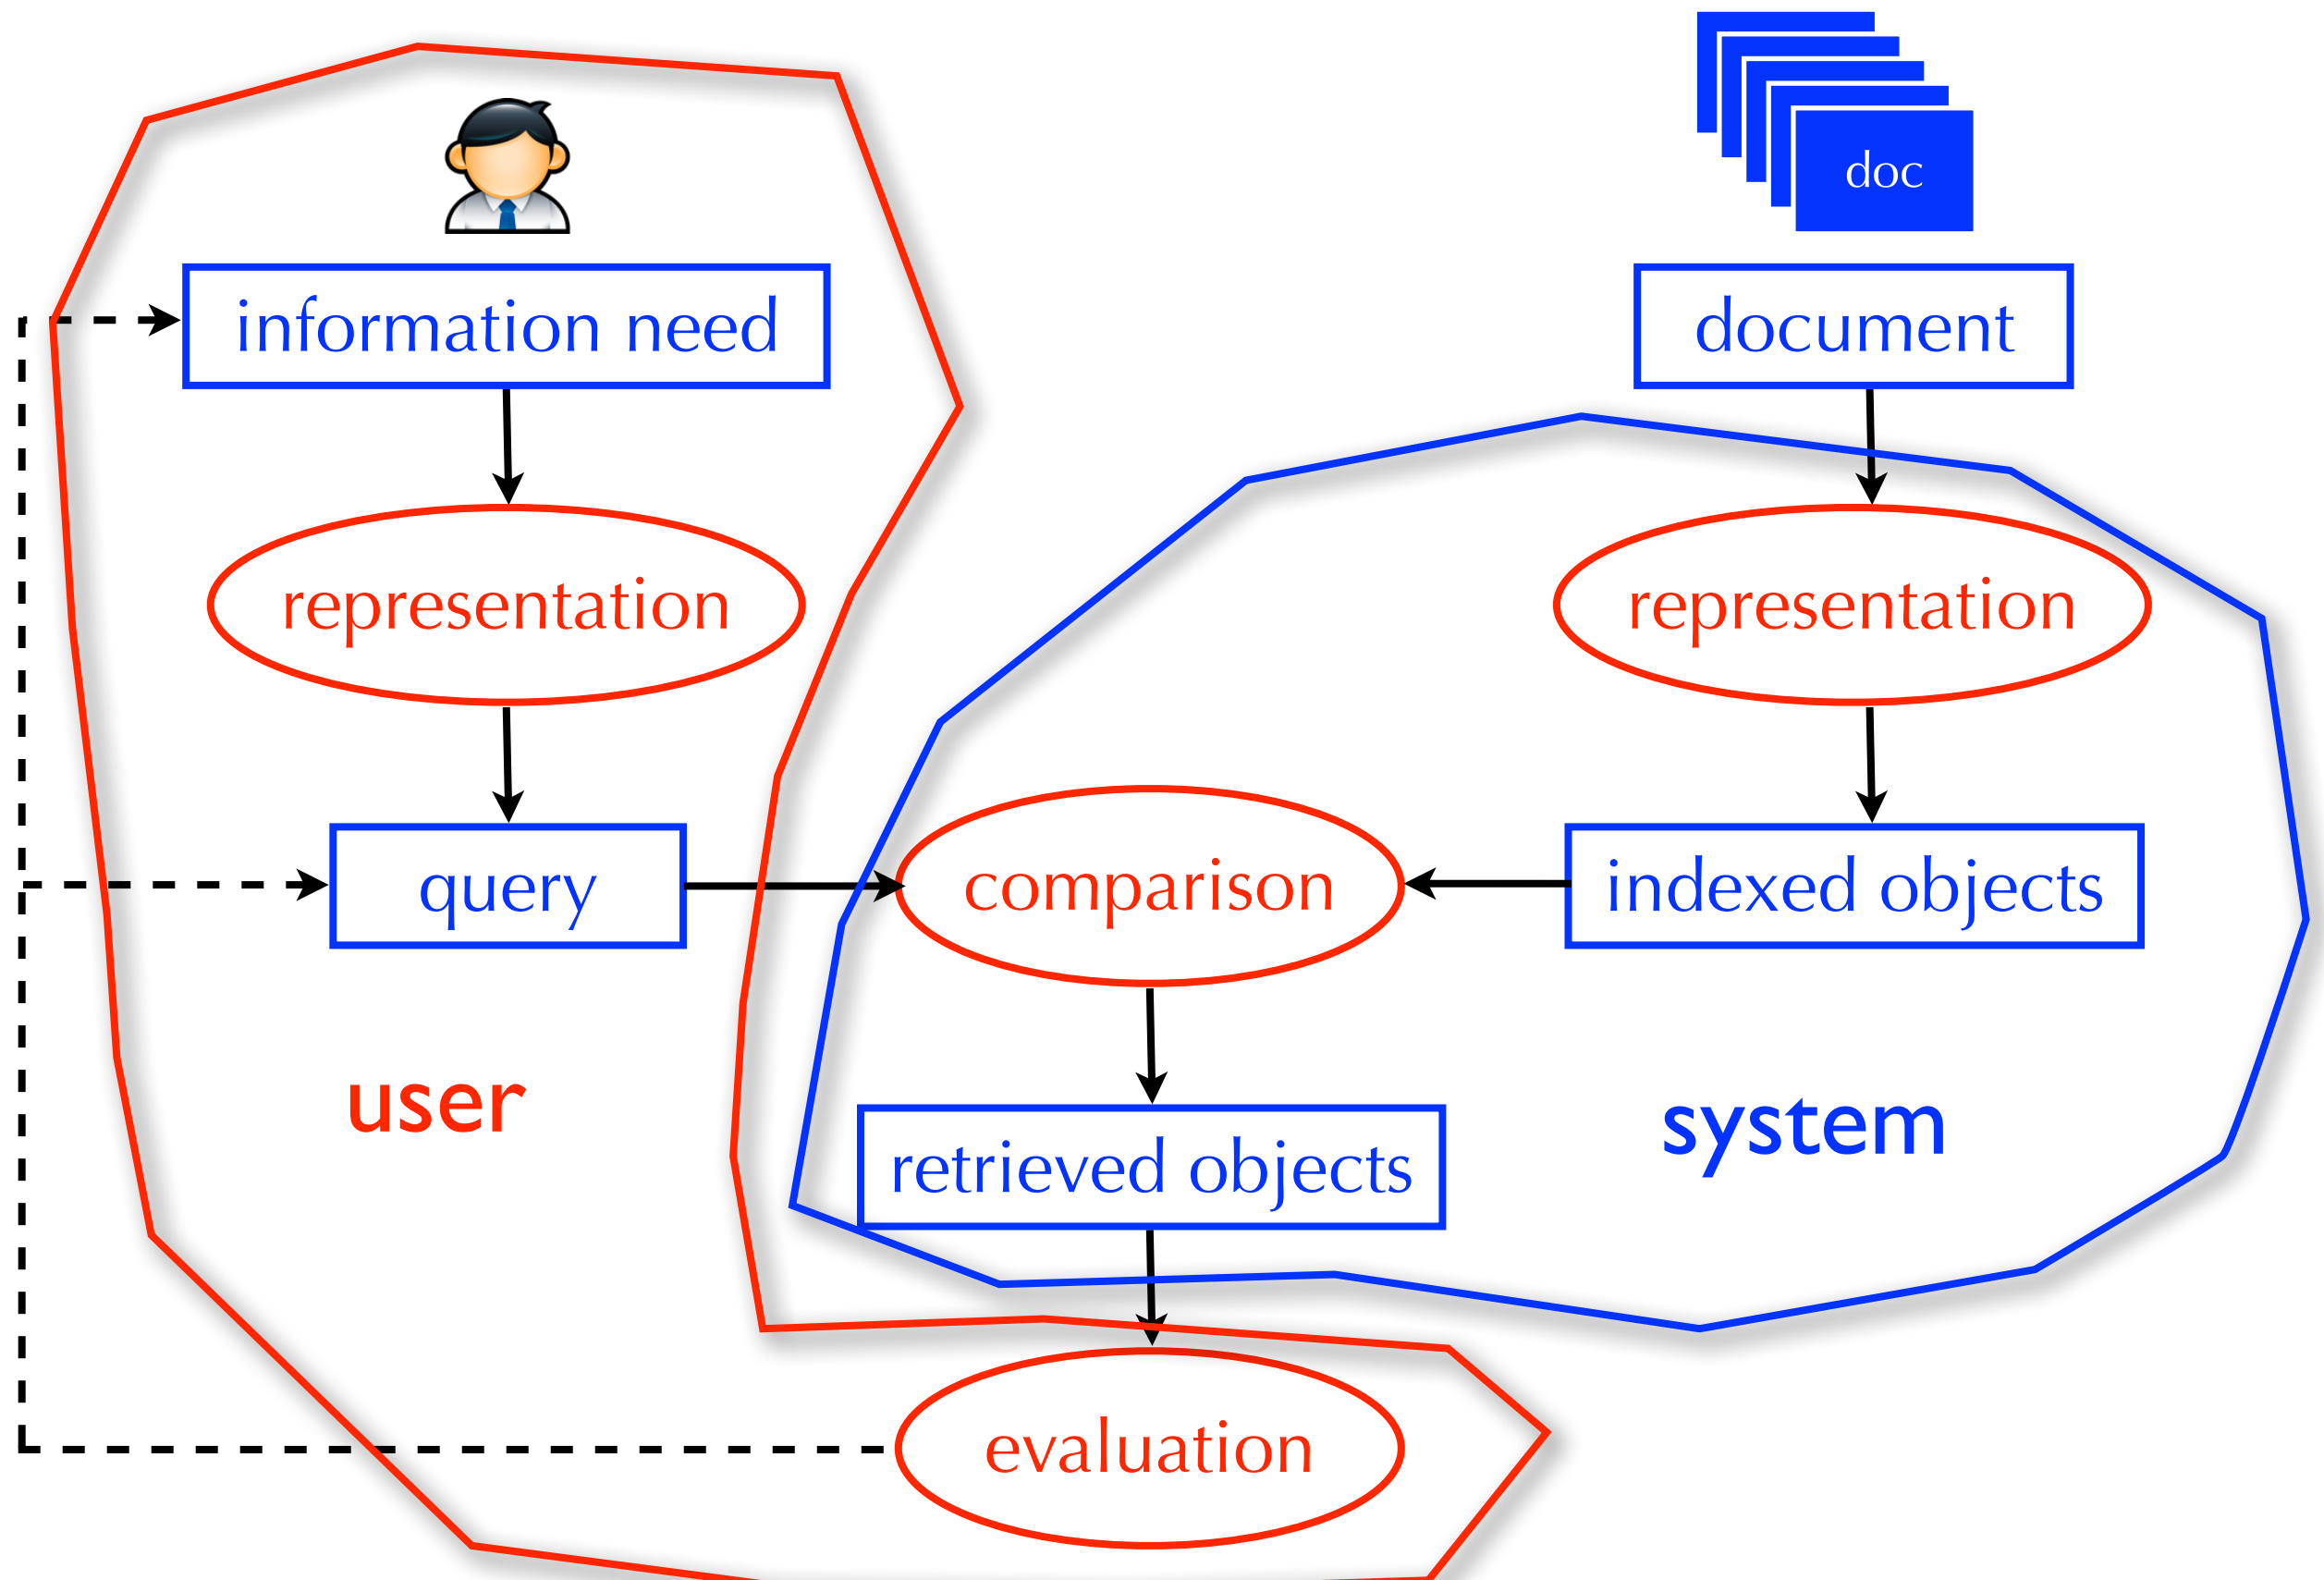 doc
information need
document
representation
representation
query
comparison
indexed objects
user
system
retrieved objects
evaluation